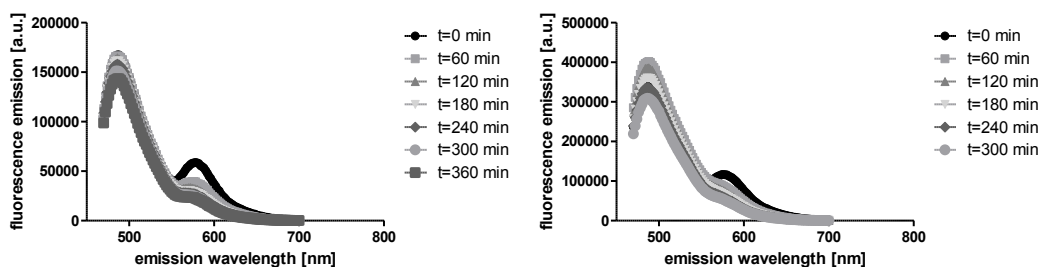 fluorescence emission [a.u.]
200000
150000
100000
50000
0
500
600
700
800
emission wavelength [nm]
t=0 min
t=60 min
t=120 min
t=180 min
t=240 min
t=300 min
t=360 min
fluorescence emission [a.u.]
500000
400000
300000
200000
100000
0
500
600
700
800
emission wavelength [nm]
t=0 min
t=60 min
t=120 min
t=180 min
t=240 min
t=300 min